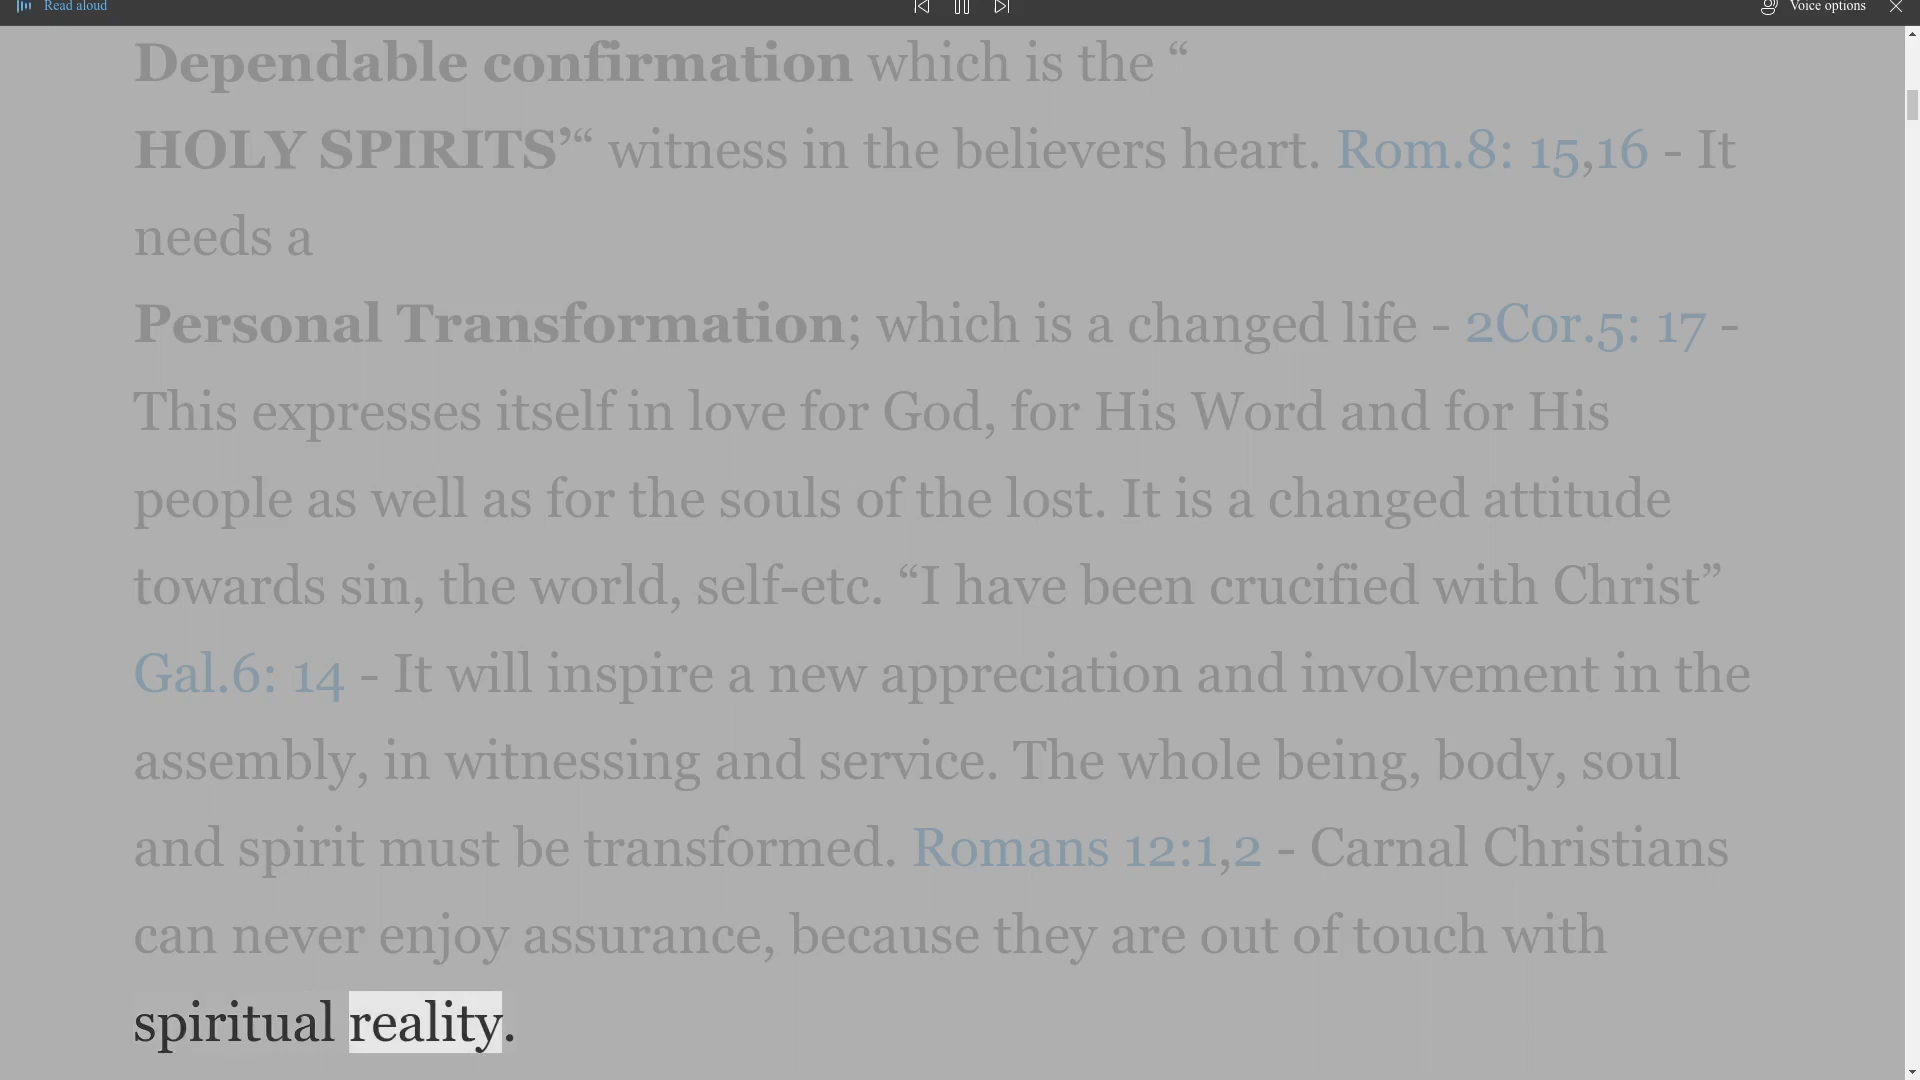 Read aloud
Voice options
Dependable confirmation which is the “
HOLY SPIRITS’“ witness in the believers heart. Rom.8: 15,16 - It
needs a
Personal Transformation; which is a changed life - 2Cor.5: 17 -
This expresses itself in love for God, for His Word and for His
people as well as for the souls of the lost. It is a changed attitude
towards sin, the world, self-etc. “I have been crucified with Christ”
Gal.6: 14 - It will inspire a new appreciation and involvement in the
assembly, in witnessing and service. The whole being, body, soul
and spirit must be transformed. Romans 12:1,2 - Carnal Christians
can never enjoy assurance, because they are out of touch with
spiritual reality.